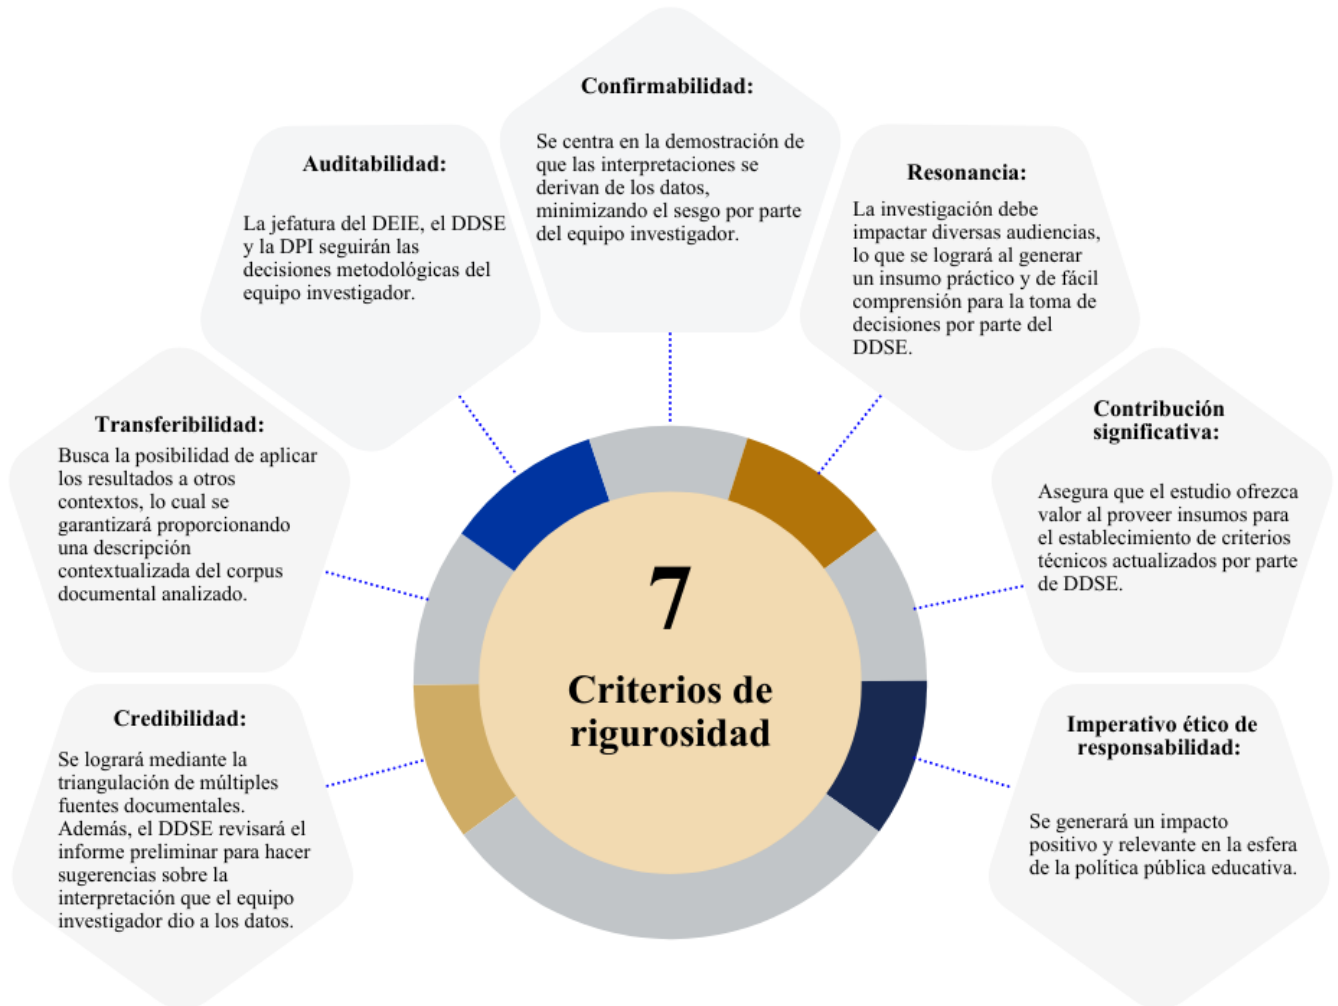 Confirmabilidad:
Se centra en la demostración de
que las interpretaciones se
derivan de los datos,
minimizando el sesgo por parte
del equipo investigador.
Auditabilidad:
La jefatura del DEIE, el DDSE
y la DPI seguirán las
decisiones metodológicas del
equipo investigador.
Resonancia:
La investigación debe
impactar diversas audiencias,
lo que se logrará al generar
un insumo práctico y de fácil
comprensión para la toma de
decisiones por parte del
DDSE.
Transferibilidad:
Busca la posibilidad de aplicar
los resultados a otros
contextos, lo cual se
garantizará proporcionando
una descripción
contextualizada del corpus
documental analizado.
Contribución
significativa:
Asegura que el estudio ofrezca
valor al proveer insumos para
el establecimiento de criterios
técnicos actualizados por parte
de DDSE.
7
Criterios de
rigurosidad
Credibilidad:
Se logrará mediante la
triangulación de múltiples
fuentes documentales.
Además, el DDSE revisará el
informe preliminar para hacer
sugerencias sobre la
interpretación que el equipo
investigador dio a los datos.
Imperativo ético de
responsabilidad:
Se generará un impacto
positivo y relevante en la esfera
de la política pública educativa.